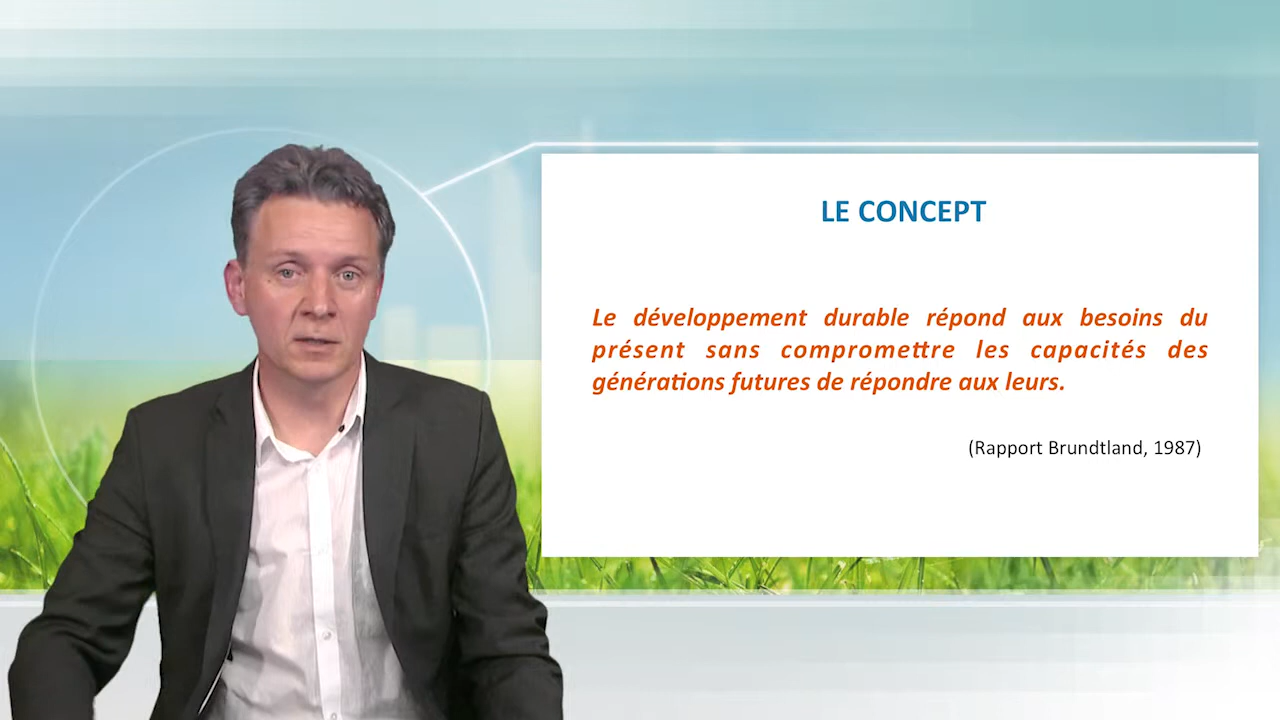 LE CONCEPT
Le développement durable répond aux besoins du
présent sans compromettre les capacités des
générations futures de répondre aux leurs.
(Rapport Brundtland, 1987)